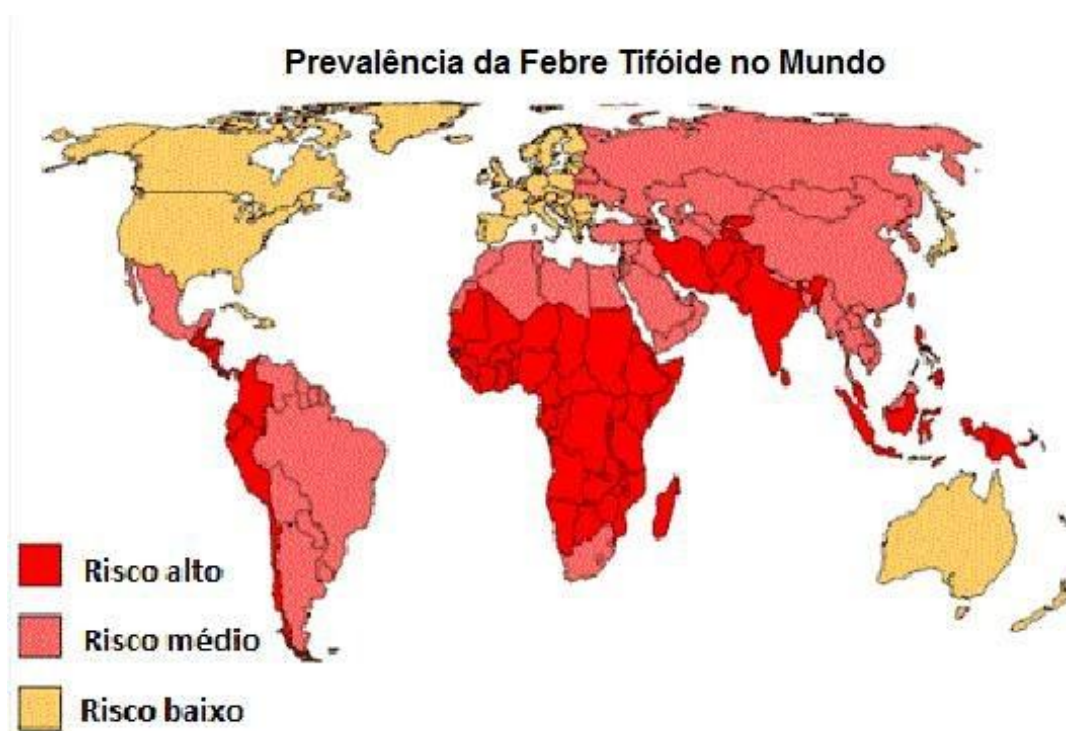 Prevalência da Febre Tifóide no Mundo
Risco alto
Risco médio
Risco baixo